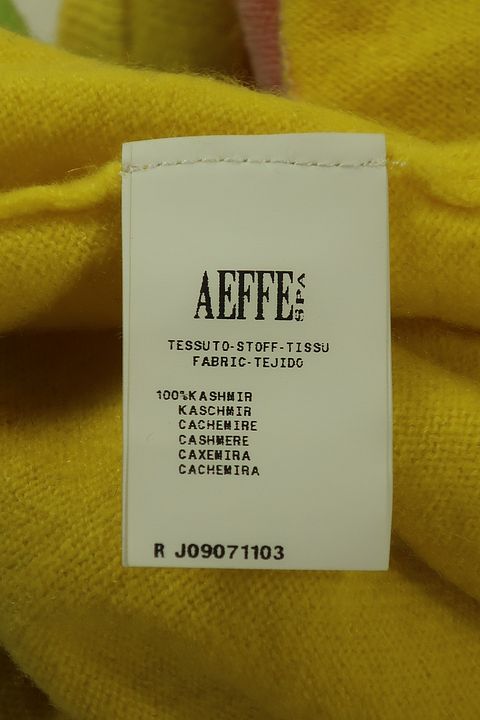 AEFFE SPA
TESSUTO-STOFF-TISSU
FABRIC-TEJIDO
100%KASHMIR
KASCHMIR
CACHEMIRE
CASHMERE
CAXEMIRA
CACHEMIRA
R J09071103